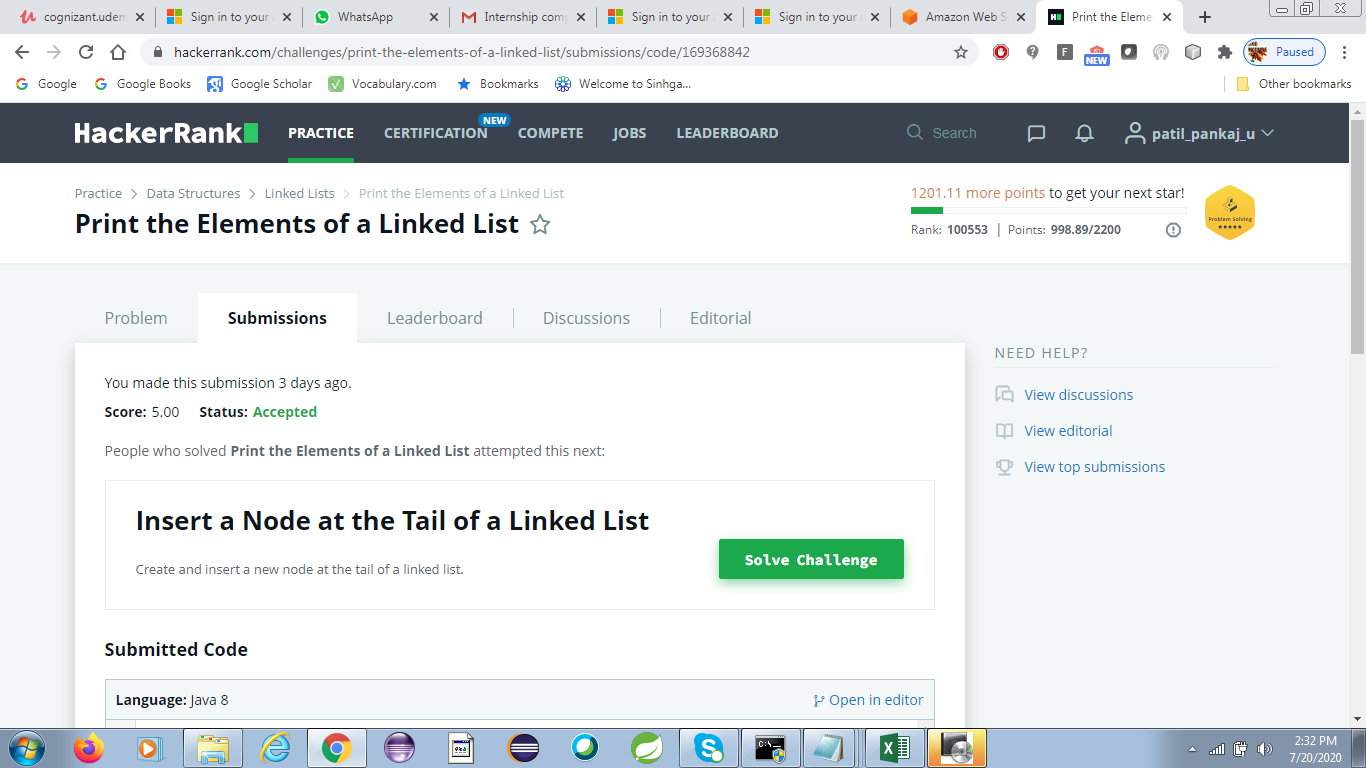 cognizant.udem
Sign in to your
WhatsApp
Internship com
Sign in to your
Sign in to your
Amazon Web S
Print the Eleme
hackerrank.com/challenges/print-the-elements-of-a-linked-list/submissions/code/169368842
NEW
Paused
Google
Google Books
Google Scholar
Vocabulary.com
Bookmarks
Welcome to Sinhga...
Other bookmarks
HackerRank
PRACTICE
CERTIFICATION
NEW
COMPETE
JOBS
LEADERBOARD
Search
patil_pankaj_u
Practice > Data Structures > Linked Lists > Print the Elements of a Linked List
Print the Elements of a Linked List
1201.11 more points to get your next star!
Rank: 100553 | Points: 998.89/2200
Problem Solving
Problem
Submissions
Leaderboard
Discussions
Editorial
You made this submission 3 days ago.
Score: 5.00 Status: Accepted
People who solved Print the Elements of a Linked List attempted this next:
Insert a Node at the Tail of a Linked List
Create and insert a new node at the tail of a linked list.
Solve Challenge
Submitted Code
Language: Java 8
Open in editor
NEED HELP?
View discussions
View editorial
View top submissions
2:32 PM
7/20/2020